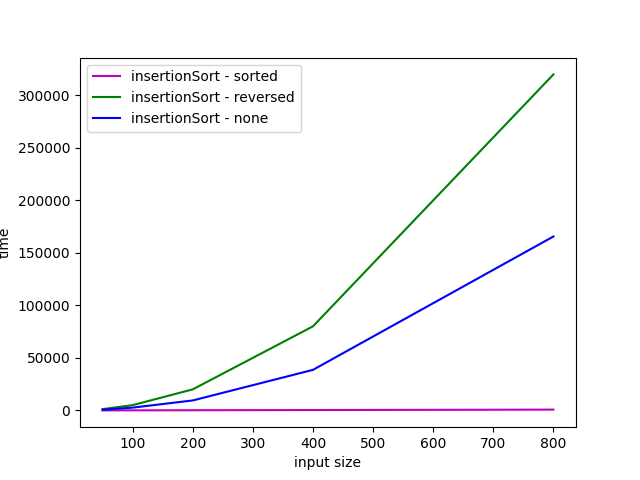 insertionSort - sorted
insertionSort - reversed
insertionSort - none
300000
250000
200000
150000
100000
50000
0
time
100 200 300 400 500 600 700 800
input size